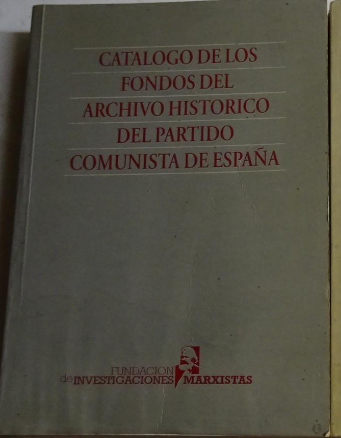 CATALOGO DE LOS
FONDOS DEL
ARCHIVO HISTORICO
DEL PARTIDO
COMUNISTA DE ESPAÑA
FUNDACION
de INVESTIGACIONES MARXISTAS